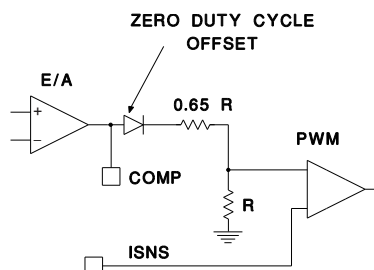 ZERO DUTY CYCLE
OFFSET
E/A
0.65 R
+
−
PWM
COMP
R
ISNS